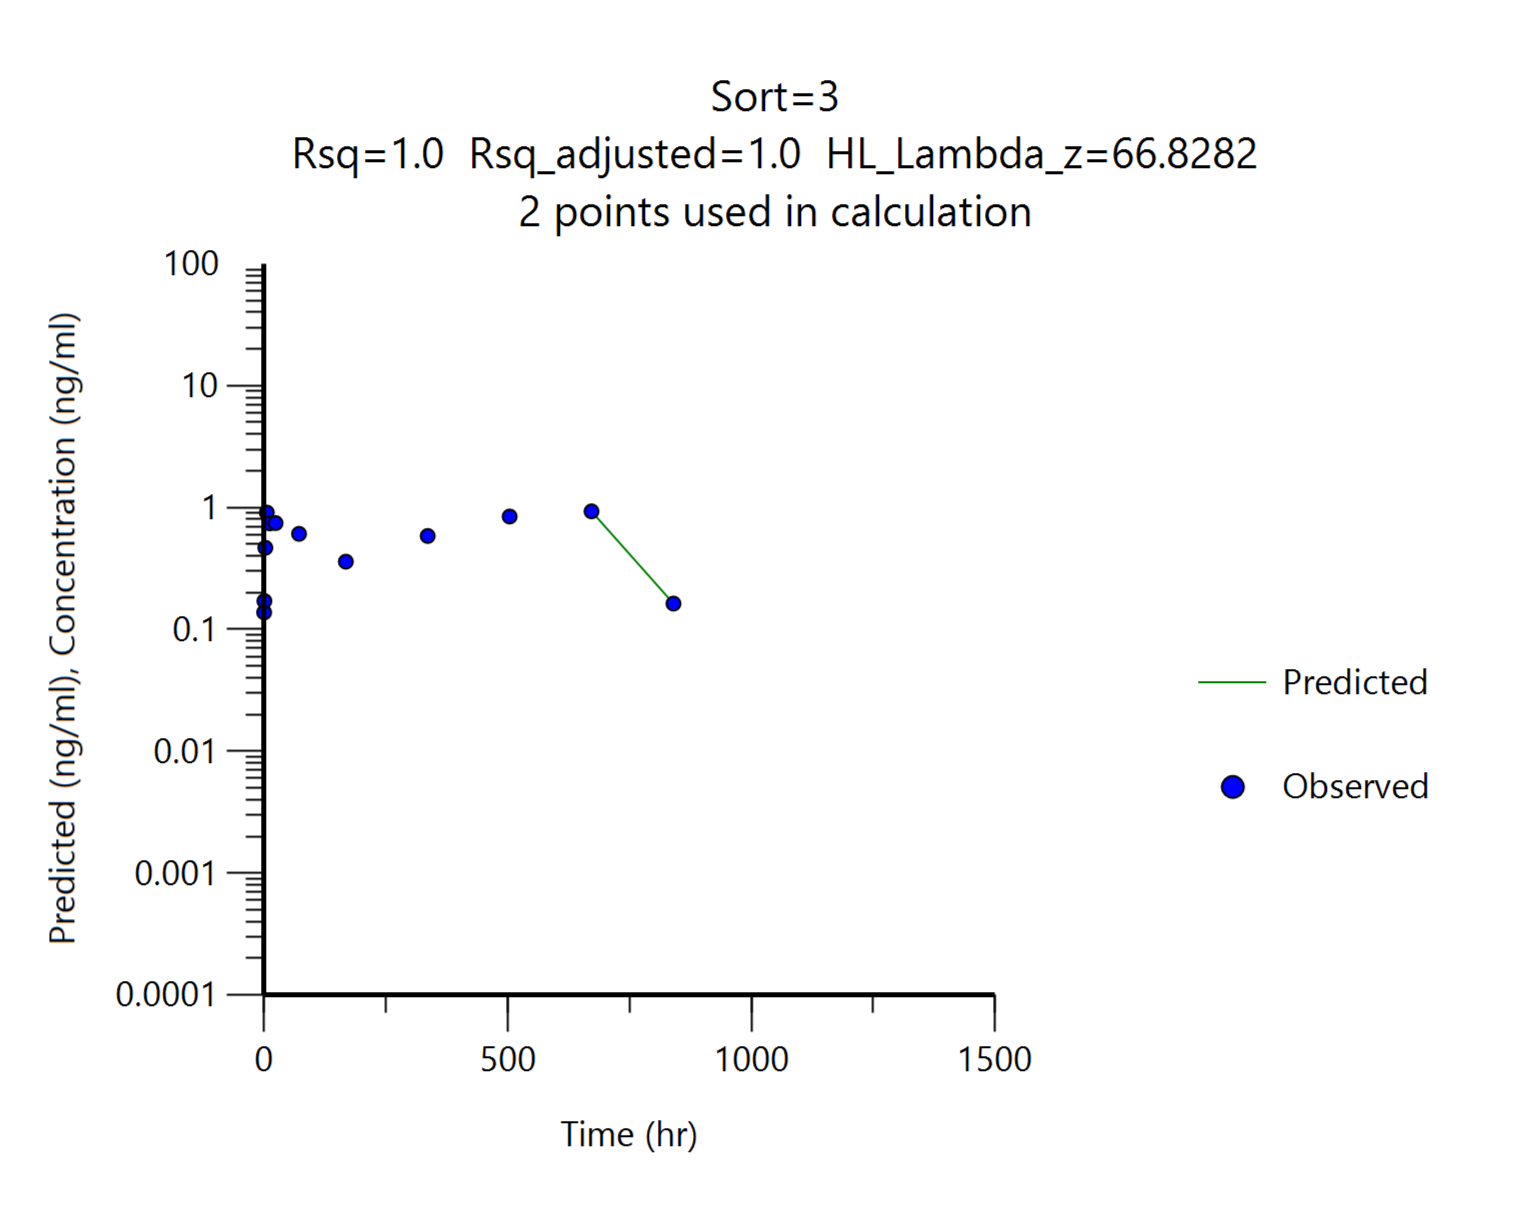 Sort=3
Rsq=1.0 Rsq_adjusted=1.0 HL_Lambda_z=66.8282
2 points used in calculation
Predicted (ng/ml), Concentration (ng/ml)
100
10
1
0.1
0.01
0.001
0.0001
0 500 1000 1500
Time (hr)
Predicted
Observed